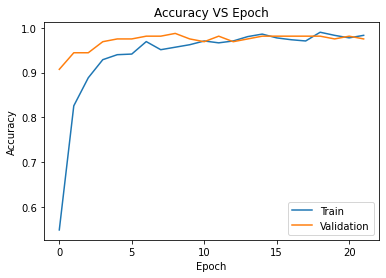 Accuracy VS Epoch
1.0
0.9
0.8
0.7
0.6
Accuracy
0 5 10 15 20
Epoch
Train
Validation